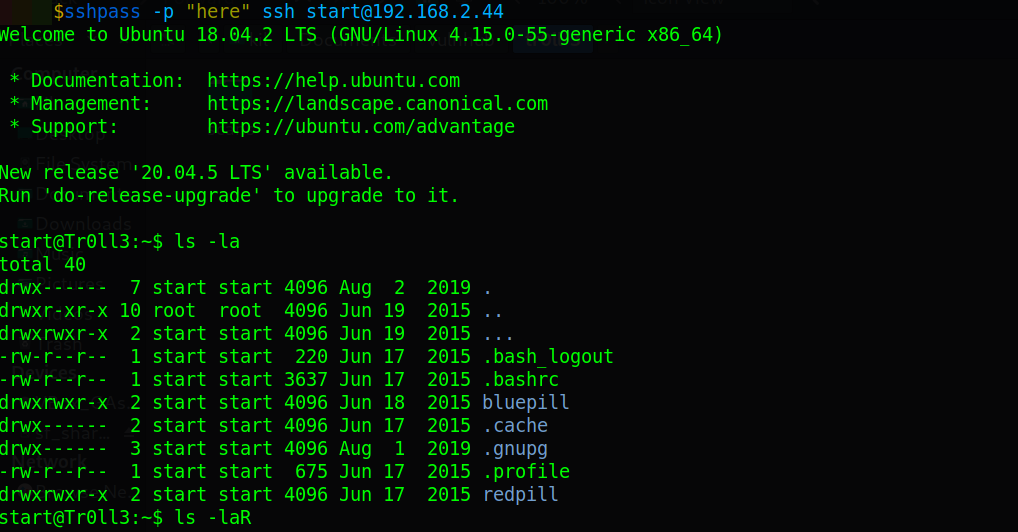 $sshpass -p "here" ssh start@192.168.2.44
Welcome to Ubuntu 18.04.2 LTS (GNU/Linux 4.15.0-55-generic x86_64)
* Documentation:  https://help.ubuntu.com
* Management:     https://landscape.canonical.com
* Support:        https://ubuntu.com/advantage
New release '20.04.5 LTS' available.
Run 'do-release-upgrade' to upgrade to it.
start@Tr0ll3:~$ ls -la
total 40
drwx------  7 start start 4096 Aug  2  2019 .
drwxr-xr-x 10 root  root  4096 Jun 19  2015 ..
drwxrwxr-x  2 start start 4096 Jun 19  2015 ...
-rw-r--r--  1 start start  220 Jun 17  2015 .bash_logout
-rw-r--r--  1 start start 3637 Jun 17  2015 .bashrc
drwxrwxr-x  2 start start 4096 Jun 18  2015 bluepill
drwx------  2 start start 4096 Jun 17  2015 .cache
drwx------  3 start start 4096 Aug  1  2019 .gnupg
-rw-r--r--  1 start start  675 Jun 17  2015 .profile
drwxrwxr-x  2 start start 4096 Jun 17  2015 redpill
start@Tr0ll3:~$ ls -laR